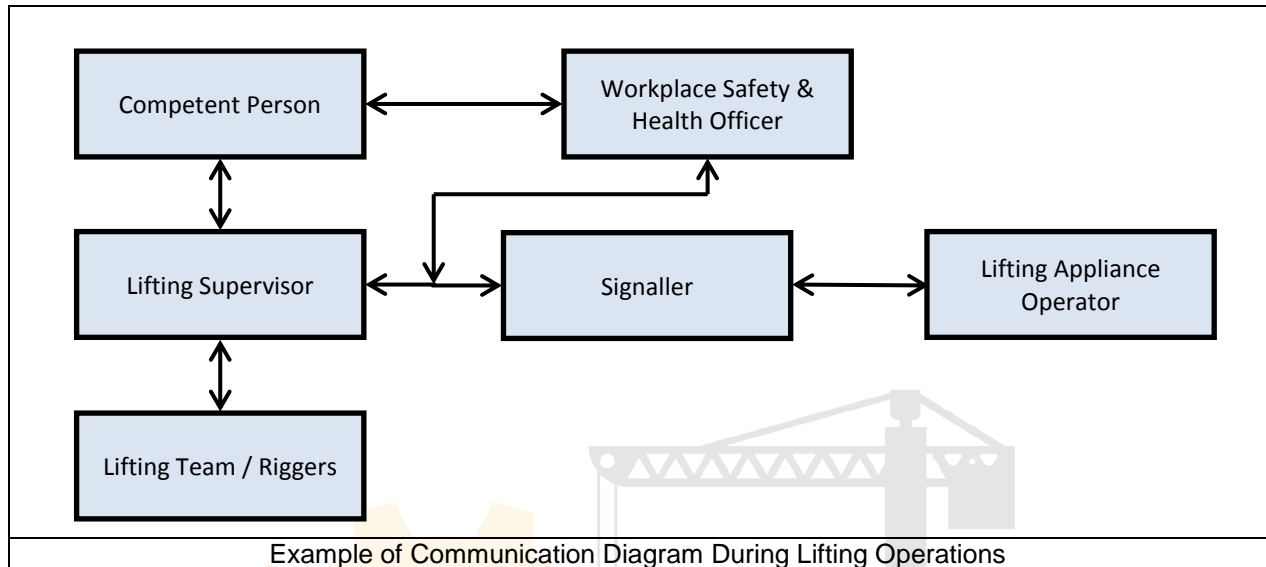 Competent Person
Workplace Safety &
Health Officer
Lifting Supervisor
Signaller
Lifting Appliance
Operator
Lifting Team / Riggers
Example of Communication Diagram During Lifting Operations